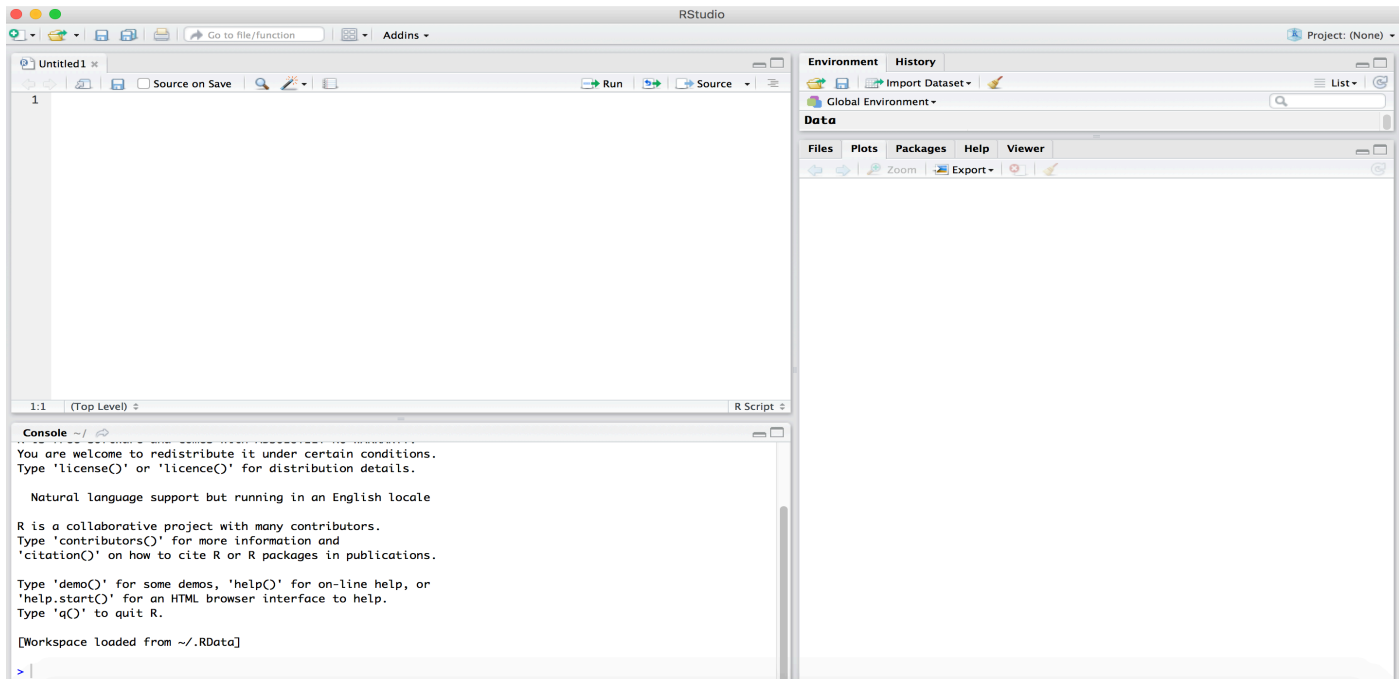 RStudio
Go to file/function
Addins
Project: (None)
Untitled1
Source on Save
Run
Source
1
1:1
(Top Level)
R Script
Console ~/
You are welcome to redistribute it under certain conditions.
Type 'license()' or 'licence()' for distribution details.
Natural language support but running in an English locale
R is a collaborative project with many contributors.
Type 'contributors()' for more information and
'citation()' on how to cite R or R packages in publications.
Type 'demo()' for some demos, 'help()' for on-line help, or
'help.start()' for an HTML browser interface to help.
Type 'q()' to quit R.
[Workspace loaded from ~/.RData]
>
Environment History
Import Dataset
List
Global Environment
Data
Files Plots Packages Help Viewer
Zoom
Export